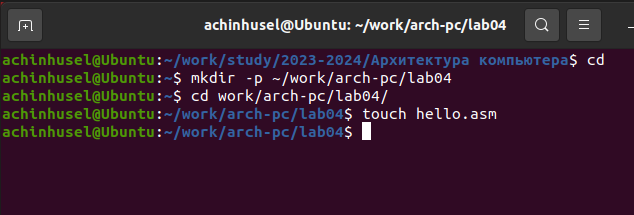 achinhusel@Ubuntu: ~/work/arch-pc/lab04
achinhusel@Ubuntu:~/work/study/2023-2024/Архитектура компьютера$ cd
achinhusel@Ubuntu:~$ mkdir -p ~/work/arch-pc/lab04
achinhusel@Ubuntu:~$ cd work/arch-pc/lab04/
achinhusel@Ubuntu:~/work/arch-pc/lab04$ touch hello.asm
achinhusel@Ubuntu:~/work/arch-pc/lab04$